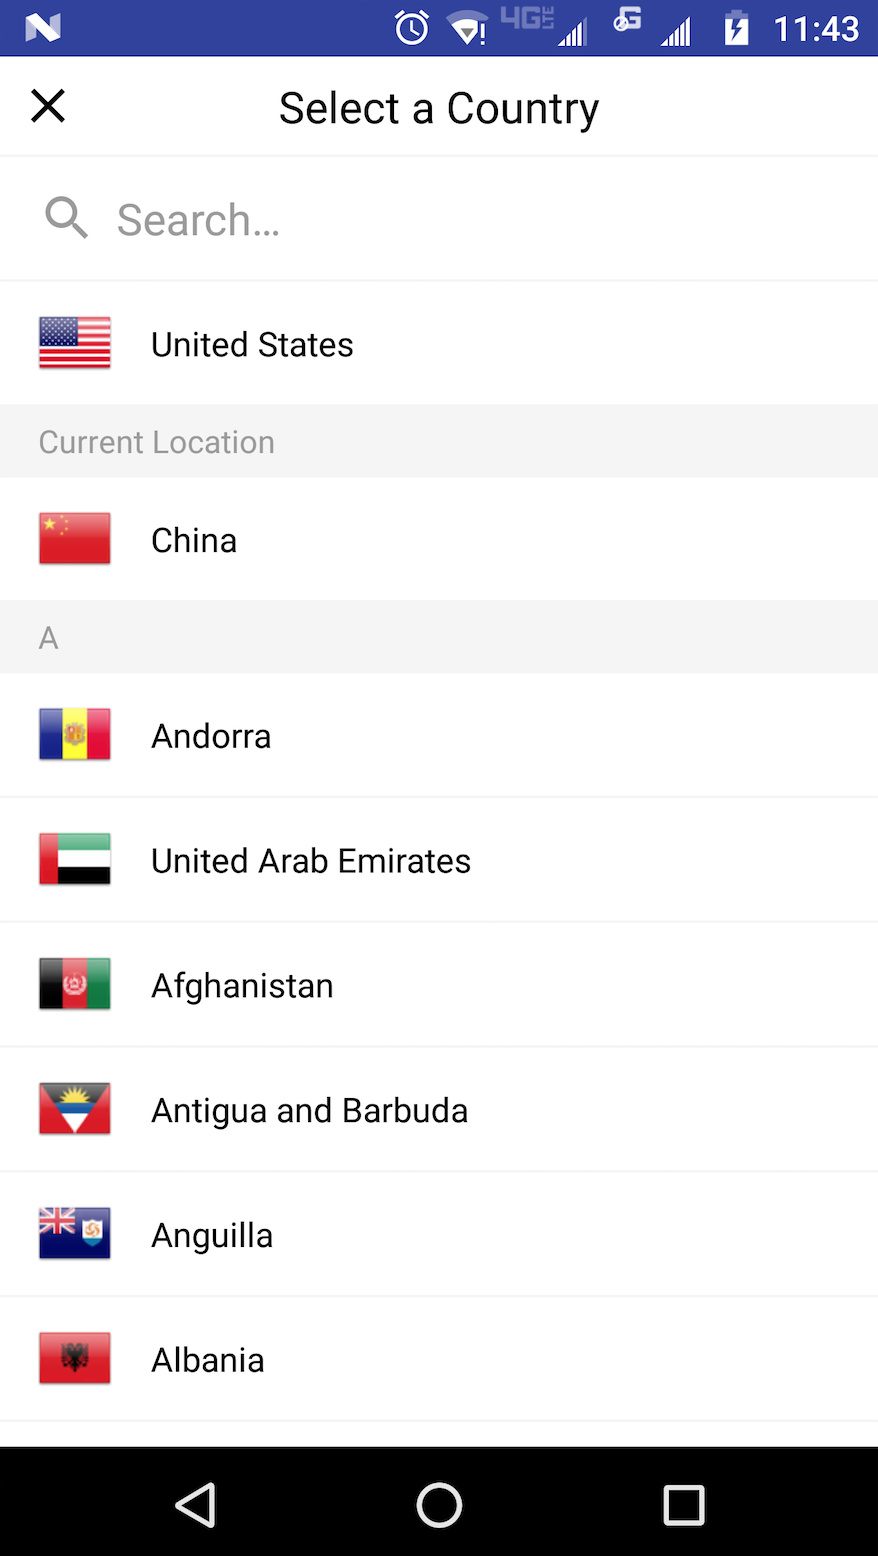 4G LTE G 11:43
Select a Country
Search...
United States
Current Location
China
A
Andorra
United Arab Emirates
Afghanistan
Antigua and Barbuda
Anguilla
Albania